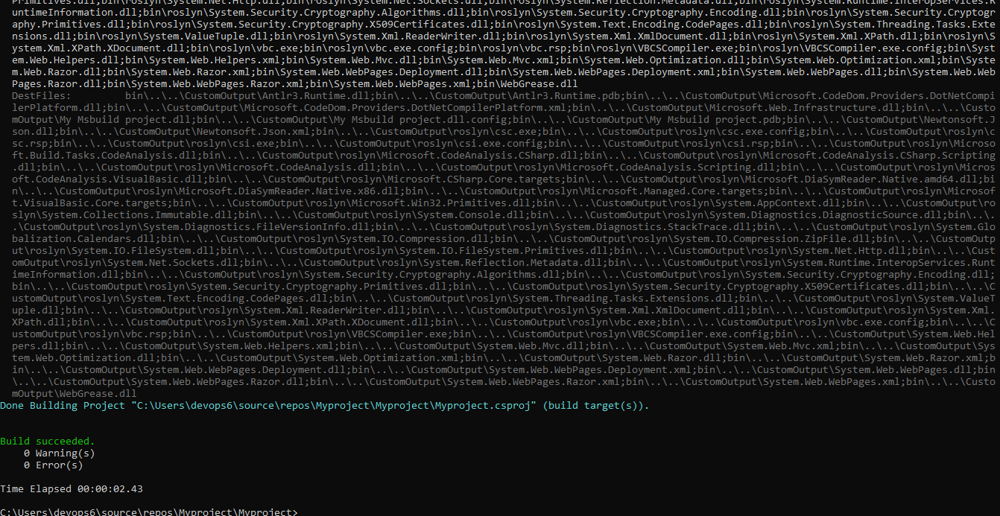 Primitives.dll;bin\roslyn\System.Net.Http.dll;bin\roslyn\System.Net.Sockets.dll;bin\roslyn\System.Reflection.Metadata.dll;bin\roslyn\System.Runtime.InteropServices.R
untimeInformation.dll;bin\roslyn\System.Security.Cryptography.Algorithms.dll;bin\roslyn\System.Security.Cryptography.Encoding.dll;bin\roslyn\System.Security.Cryptogr
aphy.Primitives.dll;bin\roslyn\System.Security.Cryptography.X509Certificates.dll;bin\roslyn\System.Text.Encoding.CodePages.dll;bin\roslyn\System.Threading.Tasks.Exte
nsions.dll;bin\roslyn\System.ValueTuple.dll;bin\roslyn\System.Xml.ReaderWriter.dll;bin\roslyn\System.Xml.XmlDocument.dll;bin\roslyn\System.Xml.XPath.dll;bin\roslyn\S
ystem.Xml.XPath.XDocument.dll;bin\roslyn\vbc.exe;bin\roslyn\vbc.exe.config;bin\roslyn\vbc.rsp;bin\roslyn\VBCSCompiler.exe;bin\roslyn\VBCSCompiler.exe.config;bin\Syst
em.Web.Helpers.dll;bin\System.Web.Helpers.xml;bin\System.Web.Mvc.dll;bin\System.Web.Mvc.xml;bin\System.Web.Optimization.dll;bin\System.Web.Optimization.xml;bin\Syste
m.Web.Razor.dll;bin\System.Web.Razor.xml;bin\System.Web.WebPages.Deployment.dll;bin\System.Web.WebPages.Deployment.xml;bin\System.Web.WebPages.dll;bin\System.Web.Web
Pages.Razor.dll;bin\System.Web.WebPages.Razor.xml;bin\System.Web.WebPages.xml;bin\WebGrease.dll
DestFiles: bin\..\..\CustomOutput\Antlr3.Runtime.dll;bin\..\..\CustomOutput\Antlr3.Runtime.pdb;bin\..\..\CustomOutput\Microsoft.CodeDom.Providers.DotNetCompi
lerPlatform.dll;bin\..\..\CustomOutput\Microsoft.CodeDom.Providers.DotNetCompilerPlatform.xml;bin\..\..\CustomOutput\Microsoft.Web.Infrastructure.dll;bin\..\..\Custo
mOutput\My Msbuild project.dll;bin\..\..\CustomOutput\My Msbuild project.dll.config;bin\..\..\CustomOutput\My Msbuild project.pdb;bin\..\..\CustomOutput\Newtonsoft.J
son.dll;bin\..\..\CustomOutput\Newtonsoft.Json.xml;bin\..\..\CustomOutput\roslyn\csc.exe;bin\..\..\CustomOutput\roslyn\csc.exe.config;bin\..\..\CustomOutput\roslyn\c
sc.rsp;bin\..\..\CustomOutput\roslyn\csi.exe;bin\..\..\CustomOutput\roslyn\csi.exe.config;bin\..\..\CustomOutput\roslyn\csi.rsp;bin\..\..\CustomOutput\roslyn\Microso
ft.Build.Tasks.CodeAnalysis.dll;bin\..\..\CustomOutput\roslyn\Microsoft.CodeAnalysis.CSharp.dll;bin\..\..\CustomOutput\roslyn\Microsoft.CodeAnalysis.CSharp.Scripting
.dll;bin\..\..\CustomOutput\roslyn\Microsoft.CodeAnalysis.dll;bin\..\..\CustomOutput\roslyn\Microsoft.CodeAnalysis.Scripting.dll;bin\..\..\CustomOutput\roslyn\Micros
oft.CodeAnalysis.VisualBasic.dll;bin\..\..\CustomOutput\roslyn\Microsoft.CSharp.Core.targets;bin\..\..\CustomOutput\roslyn\Microsoft.DiaSymReader.Native.amd64.dll;bi
n\..\..\CustomOutput\roslyn\Microsoft.DiaSymReader.Native.x86.dll;bin\..\..\CustomOutput\roslyn\Microsoft.Managed.Core.targets;bin\..\..\CustomOutput\roslyn\Microsof
t.VisualBasic.Core.targets;bin\..\..\CustomOutput\roslyn\Microsoft.Win32.Primitives.dll;bin\..\..\CustomOutput\roslyn\System.AppContext.dll;bin\..\..\CustomOutput\ro
slyn\System.Collections.Immutable.dll;bin\..\..\CustomOutput\roslyn\System.Console.dll;bin\..\..\CustomOutput\roslyn\System.Diagnostics.DiagnosticSource.dll;bin\..\.
.\CustomOutput\roslyn\System.Diagnostics.FileVersionInfo.dll;bin\..\..\CustomOutput\roslyn\System.Diagnostics.StackTrace.dll;bin\..\..\CustomOutput\roslyn\System.Glo
balization.Calendars.dll;bin\..\..\CustomOutput\roslyn\System.IO.Compression.dll;bin\..\..\CustomOutput\roslyn\System.IO.Compression.ZipFile.dll;bin\..\..\CustomOutp
ut\roslyn\System.IO.FileSystem.dll;bin\..\..\CustomOutput\roslyn\System.IO.FileSystem.Primitives.dll;bin\..\..\CustomOutput\roslyn\System.Net.Http.dll;bin\..\..\Cust
omOutput\roslyn\System.Net.Sockets.dll;bin\..\..\CustomOutput\roslyn\System.Reflection.Metadata.dll;bin\..\..\CustomOutput\roslyn\System.Runtime.InteropServices.Runt
imeInformation.dll;bin\..\..\CustomOutput\roslyn\System.Security.Cryptography.Algorithms.dll;bin\..\..\CustomOutput\roslyn\System.Security.Cryptography.Encoding.dll;
bin\..\..\CustomOutput\roslyn\System.Security.Cryptography.Primitives.dll;bin\..\..\CustomOutput\roslyn\System.Security.Cryptography.X509Certificates.dll;bin\..\..\C
ustomOutput\roslyn\System.Text.Encoding.CodePages.dll;bin\..\..\CustomOutput\roslyn\System.Threading.Tasks.Extensions.dll;bin\..\..\CustomOutput\roslyn\System.ValueT
uple.dll;bin\..\..\CustomOutput\roslyn\System.Xml.ReaderWriter.dll;bin\..\..\CustomOutput\roslyn\System.Xml.XmlDocument.dll;bin\..\..\CustomOutput\roslyn\System.Xml.
XPath.dll;bin\..\..\CustomOutput\roslyn\System.Xml.XPath.XDocument.dll;bin\..\..\CustomOutput\roslyn\vbc.exe;bin\..\..\CustomOutput\roslyn\vbc.exe.config;bin\..\..\C
ustomOutput\roslyn\vbc.rsp;bin\..\..\CustomOutput\roslyn\VBCSCompiler.exe;bin\..\..\CustomOutput\roslyn\VBCSCompiler.exe.config;bin\..\..\CustomOutput\System.Web.Hel
pers.dll;bin\..\..\CustomOutput\System.Web.Helpers.xml;bin\..\..\CustomOutput\System.Web.Mvc.dll;bin\..\..\CustomOutput\System.Web.Mvc.xml;bin\..\..\CustomOutput\Sys
tem.Web.Optimization.dll;bin\..\..\CustomOutput\System.Web.Optimization.xml;bin\..\..\CustomOutput\System.Web.Razor.dll;bin\..\..\CustomOutput\System.Web.Razor.xml;b
in\..\..\CustomOutput\System.Web.WebPages.Deployment.dll;bin\..\..\CustomOutput\System.Web.WebPages.Deployment.xml;bin\..\..\CustomOutput\System.Web.WebPages.dll;bin
\..\..\CustomOutput\System.Web.WebPages.Razor.dll;bin\..\..\CustomOutput\System.Web.WebPages.Razor.xml;bin\..\..\CustomOutput\System.Web.WebPages.xml;bin\..\..\Custo
mOutput\WebGrease.dll
Done Building Project "C:\Users\devops6\source\repos\Myproject\Myproject\Myproject.csproj" (build target(s)).
Build succeeded.
0 Warning(s)
0 Error(s)
Time Elapsed 00:00:02.43
C:\Users\devops6\source\repos\Myproject\Myproject>